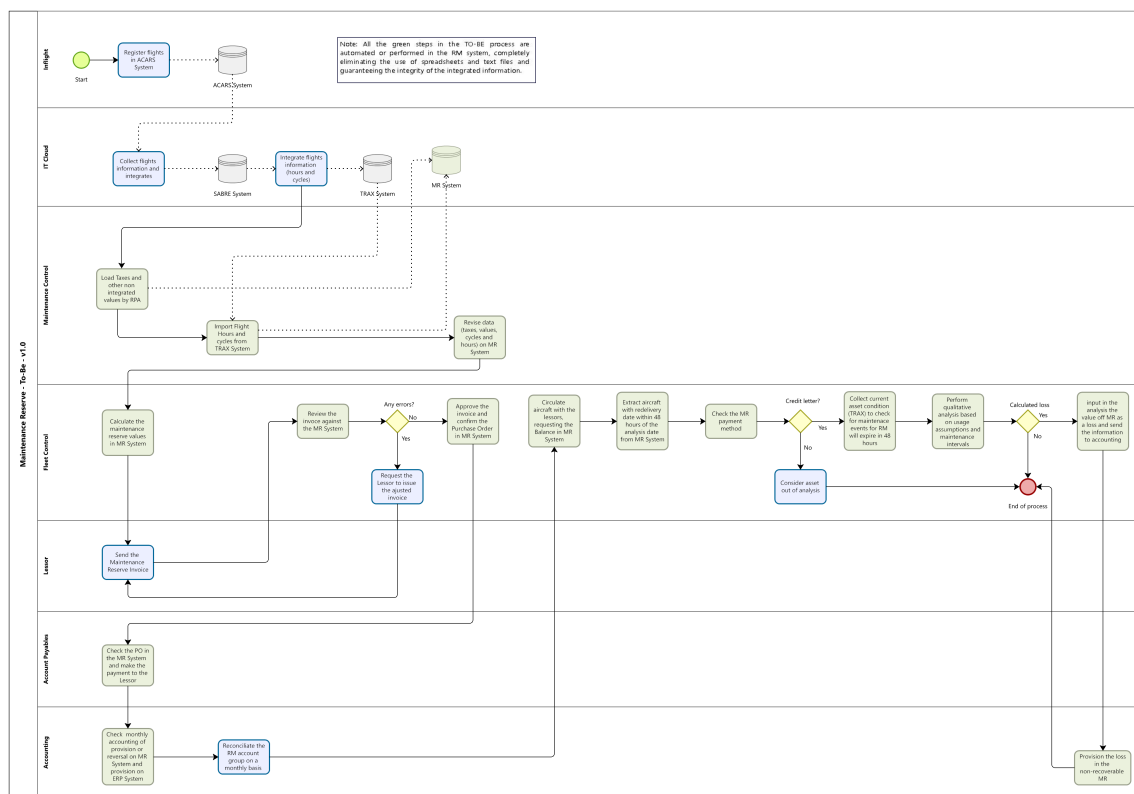 Maintenance Reserve - To-Be - v1.0
Inflight
Start
Register flights
in ACARS
System
ACARS System
Note: All the green steps in the TO-BE process are
automated or performed in the RM system, completely
eliminating the use of spreadsheets and text files and
guaranteeing the integrity of the integrated information.
IT Cloud
Collect flights
information and
integrates
SABRE System
Integrate flights
information
(hours and
cycles)
TRAX System
MR System
Maintenance Control
Load Taxes and
other non
integrated
values by RPA
Import Flight
Hours and
cycles from
TRAX System
Revise data
(taxes, values,
cycles and
hours) on MR
System
Fleet Control
Calculate the
maintenance
reserve values
in MR System
Review the
invoace against
the MR System
Any errors?
No
Yes
Approve the
invoice and
confirm the
Purchase Order
in MR System
Request the
Lessor to issue
the ajusted
invoice
Circulate
aircraft with the
lessors,
requesting the
Balance in MR
System
Extract aircraft
with redelivery
date within 48
hours of the
analysis date
from MR System
Check the MR
payment
method
Credit letter?
Yes
No
Consider asset
out of analysis
Collect current
asset condition
(TRAX) to check
for maintenace
events for RM
will expire in 48
hours
Perform
qualitative
analysis based
on usage
assumptions and
maintenance
intervals
Calculated loss
Yes
No
input in the
analysis the
value off MR as
a loss and send
the information
to accounting
End of process
Lessor
Send the
Maintenance
Reserve Invoice
Account Payables
Check the PO in
the MR System
and make the
payment to the
Lessor
Accounting
Check monthly
accounting of
provision or
reversal on MR
System and
provision on
ERP System
Reconciliate the
RM account
group on a
monthly basis
Provision the loss
in the
non-recoverable
MR